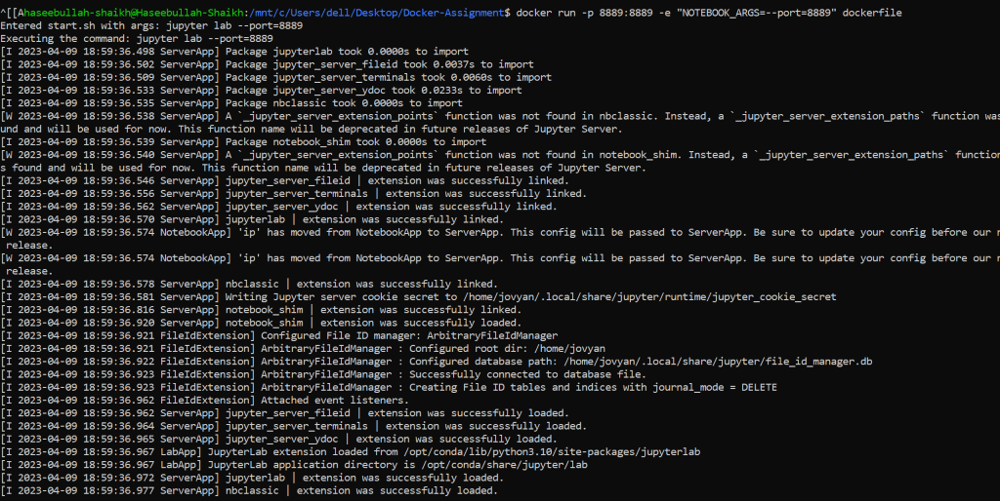 ^[[Ahaseebullah-shaikh@Haseebullah-Shaikh:/mnt/c/Users/dell/Desktop/Docker-Assignment$ docker run -p 8889:8889 -e "NOTEBOOK_ARGS=--port=8889" dockerfile
Entered start.sh with args: jupyter lab --port=8889
Executing the command: jupyter lab --port=8889
[I 2023-04-09 18:59:36.498 ServerApp] Package jupyterlab took 0.0000s to import
[I 2023-04-09 18:59:36.502 ServerApp] Package jupyter_server_fileid took 0.0037s to import
[I 2023-04-09 18:59:36.509 ServerApp] Package jupyter_server_terminals took 0.0060s to import
[I 2023-04-09 18:59:36.533 ServerApp] Package jupyter_server_ydoc took 0.0233s to import
[I 2023-04-09 18:59:36.535 ServerApp] Package nbclassic took 0.0000s to import
[W 2023-04-09 18:59:36.538 ServerApp] A `_jupyter_server_extension_points` function was not found in nbclassic. Instead, a `_jupyter_server_extension_paths` function was
und and will be used for now. This function name will be deprecated in future releases of Jupyter Server.
[I 2023-04-09 18:59:36.539 ServerApp] Package notebook_shim took 0.0000s to import
[W 2023-04-09 18:59:36.540 ServerApp] A `_jupyter_server_extension_points` function was not found in notebook_shim. Instead, a `_jupyter_server_extension_paths` function
s found and will be used for now. This function name will be deprecated in future releases of Jupyter Server.
[I 2023-04-09 18:59:36.546 ServerApp] jupyter_server_fileid | extension was successfully linked.
[I 2023-04-09 18:59:36.556 ServerApp] jupyter_server_terminals | extension was successfully linked.
[I 2023-04-09 18:59:36.562 ServerApp] jupyter_server_ydoc | extension was successfully linked.
[I 2023-04-09 18:59:36.570 ServerApp] jupyterlab | extension was successfully linked.
[W 2023-04-09 18:59:36.574 NotebookApp] 'ip' has moved from NotebookApp to ServerApp. This config will be passed to ServerApp. Be sure to update your config before our n
release.
[W 2023-04-09 18:59:36.574 NotebookApp] 'ip' has moved from NotebookApp to ServerApp. This config will be passed to ServerApp. Be sure to update your config before our n
release.
[I 2023-04-09 18:59:36.578 ServerApp] nbclassic | extension was successfully linked.
[I 2023-04-09 18:59:36.581 ServerApp] Writing Jupyter server cookie secret to /home/jovyan/.local/share/jupyter/runtime/jupyter_cookie_secret
[I 2023-04-09 18:59:36.816 ServerApp] notebook_shim | extension was successfully linked.
[I 2023-04-09 18:59:36.920 ServerApp] notebook_shim | extension was successfully loaded.
[I 2023-04-09 18:59:36.921 FileIdExtension] Configured File ID manager: ArbitraryFileIdManager
[I 2023-04-09 18:59:36.921 FileIdExtension] ArbitraryFileIdManager : Configured root dir: /home/jovyan
[I 2023-04-09 18:59:36.922 FileIdExtension] ArbitraryFileIdManager : Configured database path: /home/jovyan/.local/share/jupyter/file_id_manager.db
[I 2023-04-09 18:59:36.923 FileIdExtension] ArbitraryFileIdManager : Successfully connected to database file.
[I 2023-04-09 18:59:36.923 FileIdExtension] ArbitraryFileIdManager : Creating File ID tables and indices with journal_mode = DELETE
[I 2023-04-09 18:59:36.962 FileIdExtension] Attached event listeners.
[I 2023-04-09 18:59:36.962 ServerApp] jupyter_server_fileid | extension was successfully loaded.
[I 2023-04-09 18:59:36.964 ServerApp] jupyter_server_terminals | extension was successfully loaded.
[I 2023-04-09 18:59:36.965 ServerApp] jupyter_server_ydoc | extension was successfully loaded.
[I 2023-04-09 18:59:36.967 LabApp] JupyterLab extension loaded from /opt/conda/lib/python3.10/site-packages/jupyterlab
[I 2023-04-09 18:59:36.967 LabApp] JupyterLab application directory is /opt/conda/share/jupyter/lab
[I 2023-04-09 18:59:36.972 ServerApp] jupyterlab | extension was successfully loaded.
[I 2023-04-09 18:59:36.977 ServerApp] nbclassic | extension was successfully loaded.